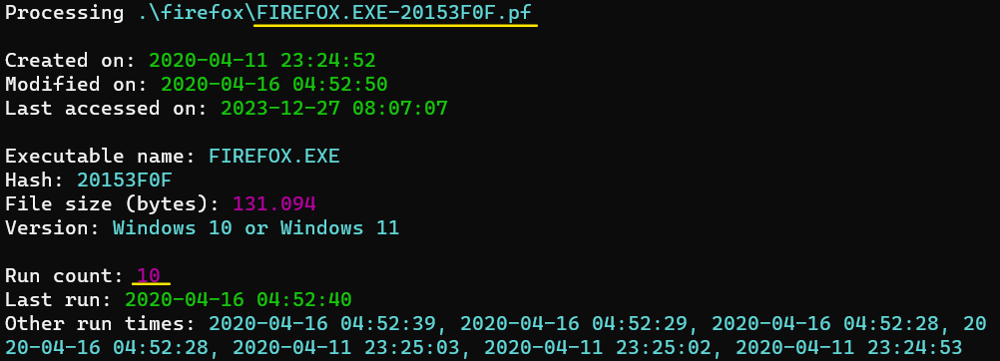 Processing .\firefox\FIREFOX.EXE-20153F0F.pf
Created on: 2020-04-11 23:24:52
Modified on: 2020-04-16 04:52:50
Last accessed on: 2023-12-27 08:07:07
Executable name: FIREFOX.EXE
Hash: 20153F0F
File size (bytes): 131.094
Version: Windows 10 or Windows 11
Run count: 10
Last run: 2020-04-16 04:52:40
Other run times: 2020-04-16 04:52:39, 2020-04-16 04:52:29, 2020-04-16 04:52:28, 20
20-04-16 04:52:28, 2020-04-11 23:25:03, 2020-04-11 23:25:02, 2020-04-11 23:24:53